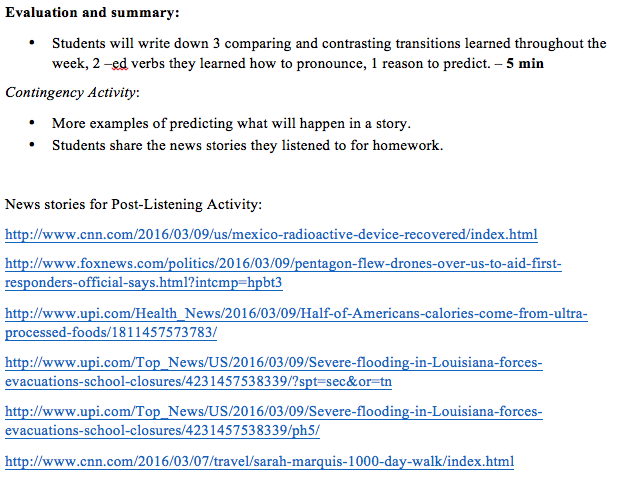 Evaluation and summary:
• Students will write down 3 comparing and contrasting transitions learned throughout the
week, 2 –ed verbs they learned how to pronounce, 1 reason to predict. – 5 min
Contingency Activity:
• More examples of predicting what will happen in a story.
• Students share the news stories they listened to for homework.
News stories for Post-Listening Activity:
http://www.cnn.com/2016/03/09/us/mexico-radioactive-device-recovered/index.html
http://www.foxnews.com/politics/2016/03/09/pentagon-flew-drones-over-us-to-aid-first-
responders-official-says.html?intcmp=hpbt3
http://www.upi.com/Health_News/2016/03/09/Half-of-Americans-calories-come-from-ultra-
processed-foods/1811457573783/
http://www.upi.com/Top_News/US/2016/03/09/Severe-flooding-in-Louisiana-forces-
evacuations-school-closures/4231457538339/?spt=sec&or=tn
http://www.upi.com/Top_News/US/2016/03/09/Severe-flooding-in-Louisiana-forces-
evacuations-school-closures/4231457538339/ph5/
http://www.cnn.com/2016/03/07/travel/sarah-marquis-1000-day-walk/index.html